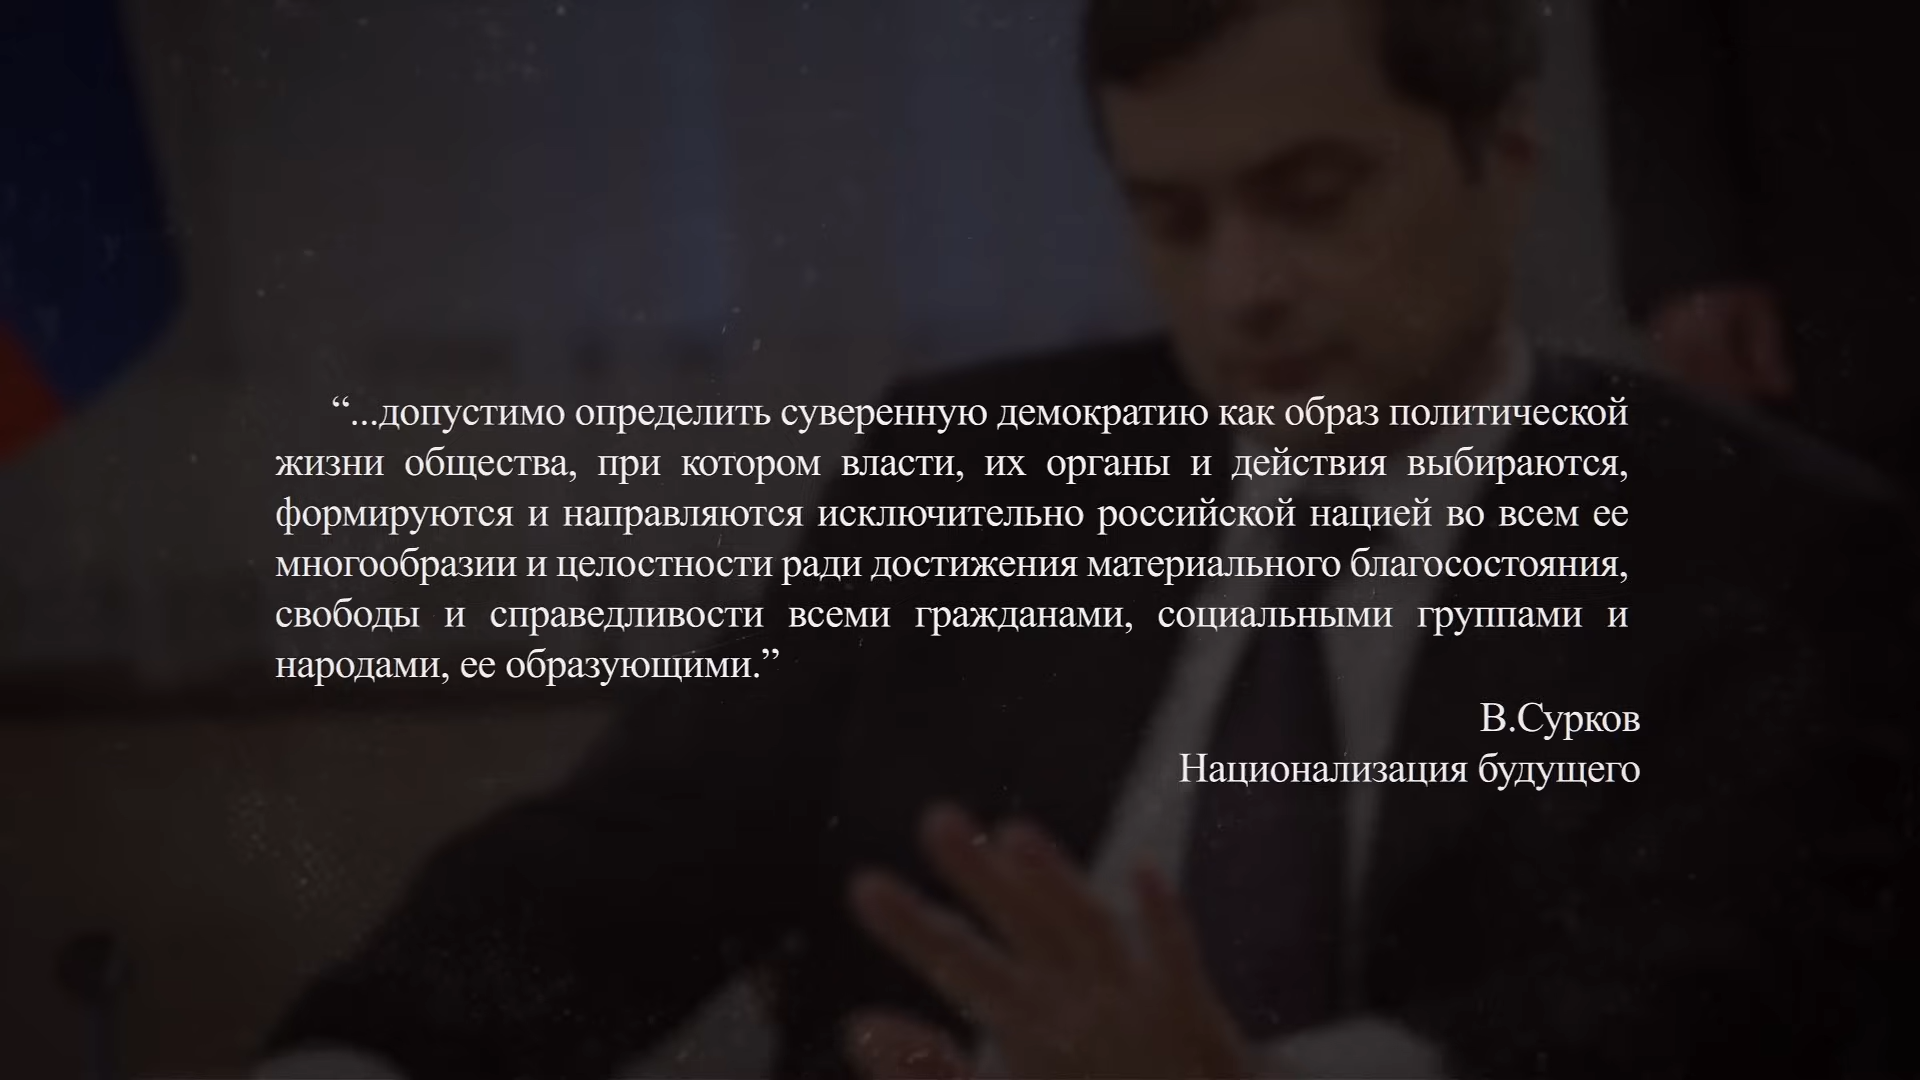 “...допустимо определить суверенную демократию как образ политической
жизни общества, при котором власти, их органы и действия выбираются,
формируются и направляются исключительно российской нацией во всем ее
многообразии и целостности ради достижения материального благосостояния,
свободы и справедливости всеми гражданами, социальными группами и
народами, ее образующими.”
В.Сурков
Национализация будущего